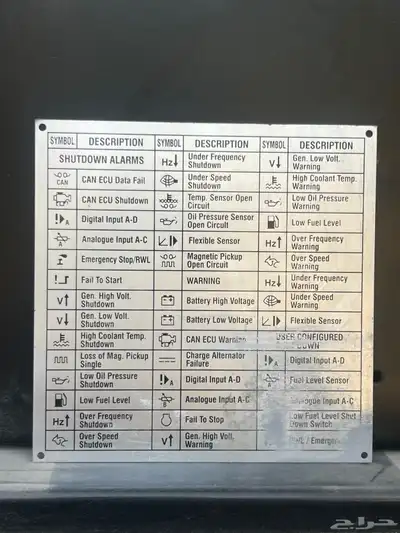 SYMBOL DESCRIPTION SYMBOL DESCRIPTION SYMBOL DESCRIPTION
SHUTDOWN ALARMS
CAN CAN ECU Data Fail
CAN ECU Shutdown
A Digital Input A-D
Analogue Input A-C
Emergency Stop/RWL
Fail To Start
V Gen. High Volt.
Shutdown
V Gen. Low Volt.
Shutdown
High Coolant Temp.
Shutdown
Loss of Mag. Pickup
Single
Low Oil Pressure
Shutdown
Low Fuel Level
Hz Over Frequency
Shutdown
Over Speed
Shutdown
Hz Under Frequency
Shutdown
Under Speed
Shutdown
Temp. Sensor Open
Circuit
Oil Pressure Sensor
Open Circuit
Flexible Sensor
Magnetic Pickup
Open Circuit
WARNING
Battery High Voltage
Battery Low Voltage
CAN ECU Warning
Charge Alternator
Failure
A Digital Input A-D
Analogue Input A-C
Fail To Stop
V Gen. High Volt.
Warning
V Gen. Low Volt.
Warning
High Coolant Temp.
Warning
Low Oil Pressure
Warning
Low Fuel Level
Hz Over Frequency
Warning
Over Speed
Warning
Hz Under Frequency
Warning
Under Speed
Warning
Flexible Sensor
USER CONFIGURED
A Digital Input A-D
Fuel Level Sensor
Analogue Input A-C
Low Fuel Level Shut
Down Switch
حراج